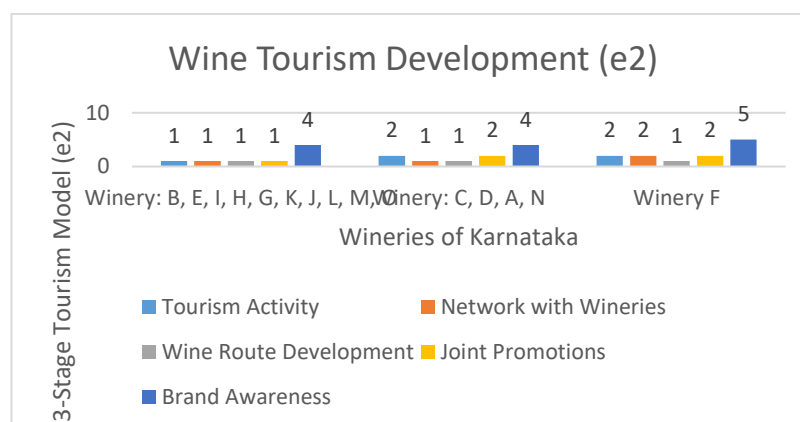 Wine Tourism Development (e2)
3-Stage Tourism Model (e2)
10
0
1 1 1 1 4
2 1 1 2 4
2 2 1 2 5
Winery: B, E, I, H, G, K, J, L, M, O
Winery: C, D, A, N
Winery F
Wineries of Karnataka
Tourism Activity
Network with Wineries
Wine Route Development
Joint Promotions
Brand Awareness